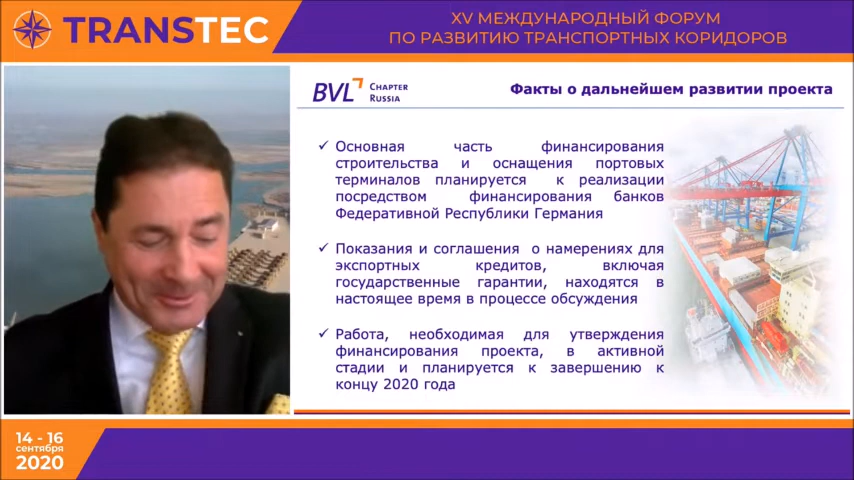 TRANSTEC
XV МЕЖДУНАРОДНЫЙ ФОРУМ
ПО РАЗВИТИЮ ТРАНСПОРТНЫХ КОРИДОРОВ
BVL CHAPTER
RUSSIA
Факты о дальнейшем развитии проекта
✓ Основная часть финансирования
строительства и оснащения портовых
терминалов планируется к реализации
посредством финансирования банков
Федеративной Республики Германия
✓ Показания и соглашения о намерениях для
экспортных кредитов, включая
государственные гарантии, находятся в
настоящее время в процессе обсуждения
✓ Работа, необходимая для утверждения
финансирования проекта, в активной
стадии и планируется к завершению к
концу 2020 года
14 - 16
сентября
2020